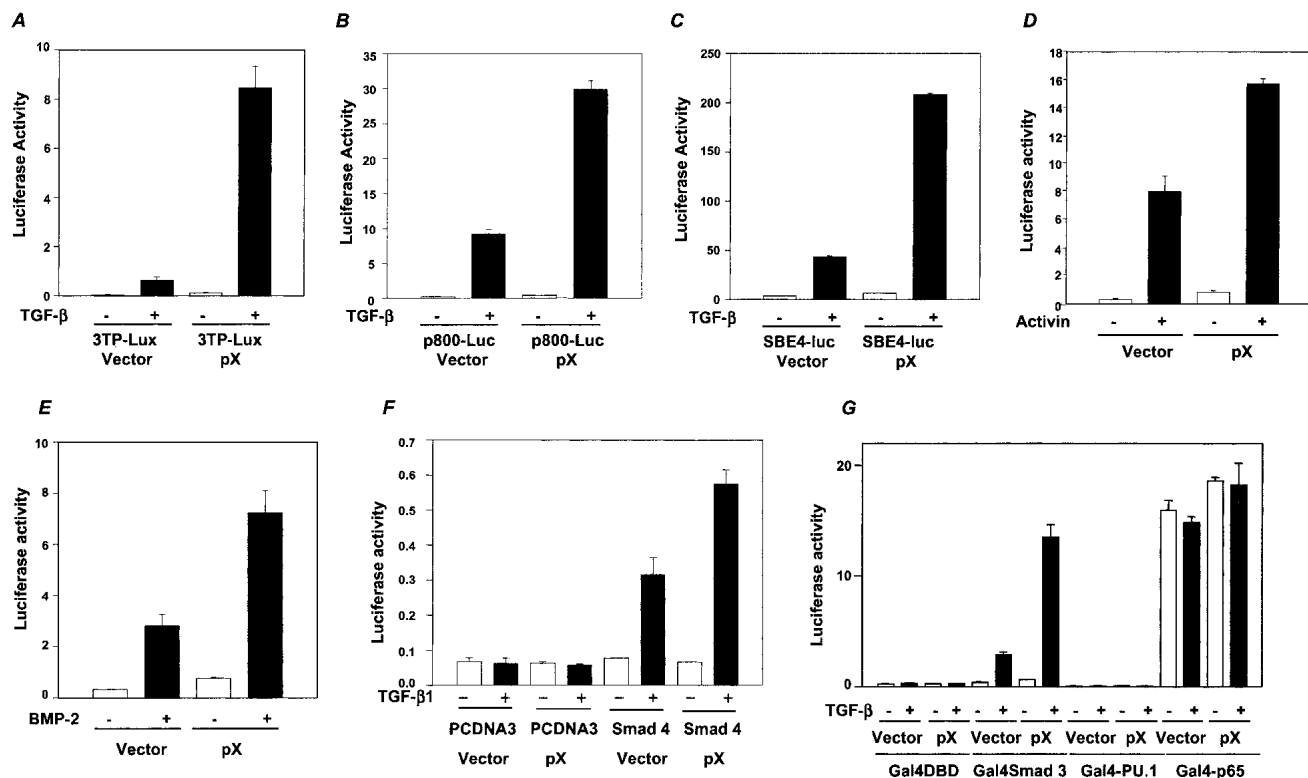 A
10
8
6
4
2
0
Luciferase Activity
TGF-β - + - +
3TP-Lux 3TP-Lux
Vector pX
B
35
30
25
20
15
10
5
0
Luciferase Activity
TGF-β - + - +
p800-Luc p800-Luc
Vector pX
C
250
200
150
100
50
0
Luciferase Activity
TGF-β - + - +
SBE4-luc SBE4-luc
Vector pX
D
18
16
14
12
10
8
6
4
2
0
Luciferase activity
Activin - + - +
Vector pX
E
10
8
6
4
2
0
Luciferase activity
BMP-2 - + - +
Vector pX
F
0.7
0.6
0.5
0.4
0.3
0.2
0.1
0.0
Luciferase activity
TGF-β1 – + – + – + – +
PCDNA3 PCDNA3 Smad 4 Smad 4
Vector pX Vector pX
G
20
10
0
Luciferase activity
TGF-β - + - + - + - + - + - + - + - +
Vector pX Vector pX Vector pX Vector pX
Gal4DBD Gal4Smad 3 Gal4-PU.1 Gal4-p65